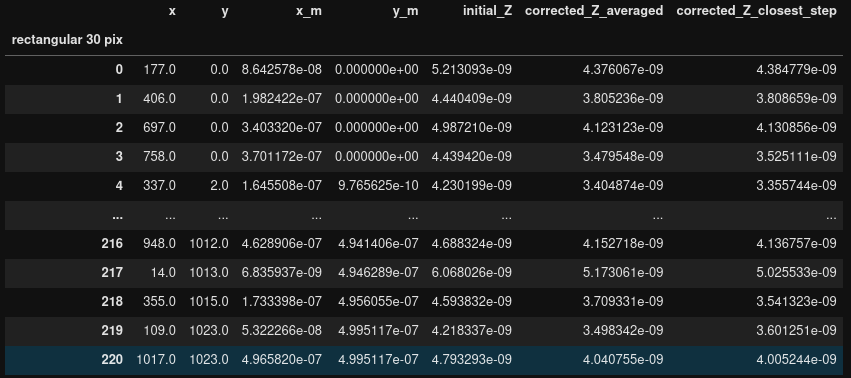 x y x_m y_m initial_Z corrected_Z_averaged corrected_Z_closest_step
rectangular 30 pix
0 177.0 0.0 8.642578e-08 0.000000e+00 5.213093e-09 4.376067e-09 4.384779e-09
1 406.0 0.0 1.982422e-07 0.000000e+00 4.440409e-09 3.805236e-09 3.808659e-09
2 697.0 0.0 3.403320e-07 0.000000e+00 4.987210e-09 4.123123e-09 4.130856e-09
3 758.0 0.0 3.701172e-07 0.000000e+00 4.439420e-09 3.479548e-09 3.525111e-09
4 337.0 2.0 1.645508e-07 9.765625e-10 4.230199e-09 3.404874e-09 3.355744e-09
... ... ... ... ... ... ... ...
216 948.0 1012.0 4.628906e-07 4.941406e-07 4.688324e-09 4.152718e-09 4.136757e-09
217 14.0 1013.0 6.835937e-09 4.946289e-07 6.068026e-09 5.173061e-09 5.025533e-09
218 355.0 1015.0 1.733398e-07 4.956055e-07 4.593832e-09 3.709331e-09 3.541323e-09
219 109.0 1023.0 5.322266e-08 4.995117e-07 4.218337e-09 3.498342e-09 3.601251e-09
220 1017.0 1023.0 4.965820e-07 4.995117e-07 4.793293e-09 4.040755e-09 4.005244e-09